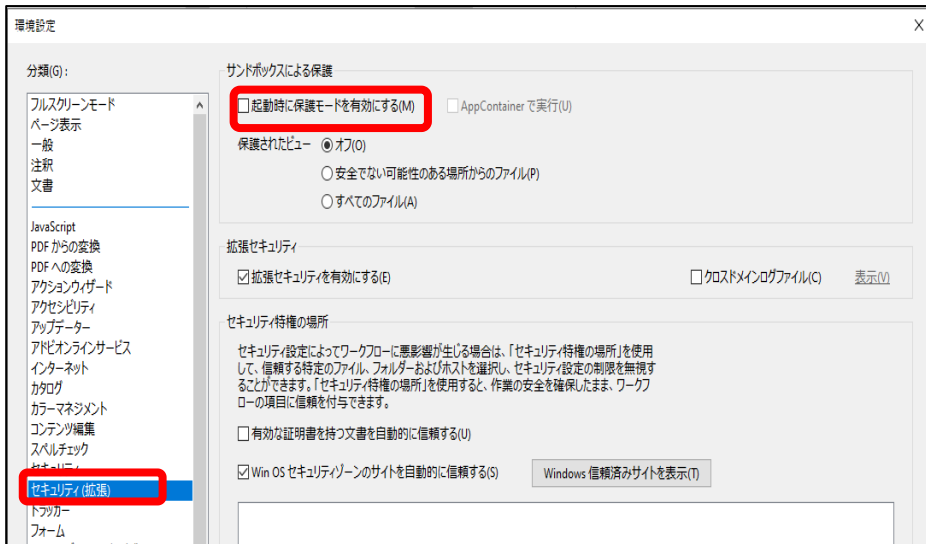 環境設定
X
分類(G):
フルスクリーンモード
ページ表示
一般
注釈
文書
JavaScript
PDF からの変換
PDF への変換
アクションウィザード
アクセシビリティ
アップデーター
アドビオンラインサービス
インターネット
カタログ
カラーマネジメント
コンテンツ編集
スペルチェック
セキュリティ
セキュリティ (拡張)
トラッカー
フォーム
サンドボックスによる保護
起動時に保護モードを有効にする(M)
AppContainer で実行(U)
保護されたビュー
オフ(O)
安全でない可能性のある場所からのファイル(P)
すべてのファイル(A)
拡張セキュリティ
拡張セキュリティを有効にする(E)
クロスドメインログファイル(C)
表示(V)
セキュリティ特権の場所
セキュリティ設定によってワークフローに悪影響が生じる場合は、「セキュリティ特権の場所」を使用
して、信頼する特定のファイル、フォルダーおよびホストを選択し、セキュリティ設定の制限を無視す
ることができます。「セキュリティ特権の場所」を使用すると、作業の安全を確保したまま、ワークフ
ローの項目に信頼を付与できます。
有効な証明書を持つ文書を自動的に信頼する(U)
Win OS セキュリティゾーンのサイトを自動的に信頼する(S)
Windows 信頼済みサイトを表示(T)